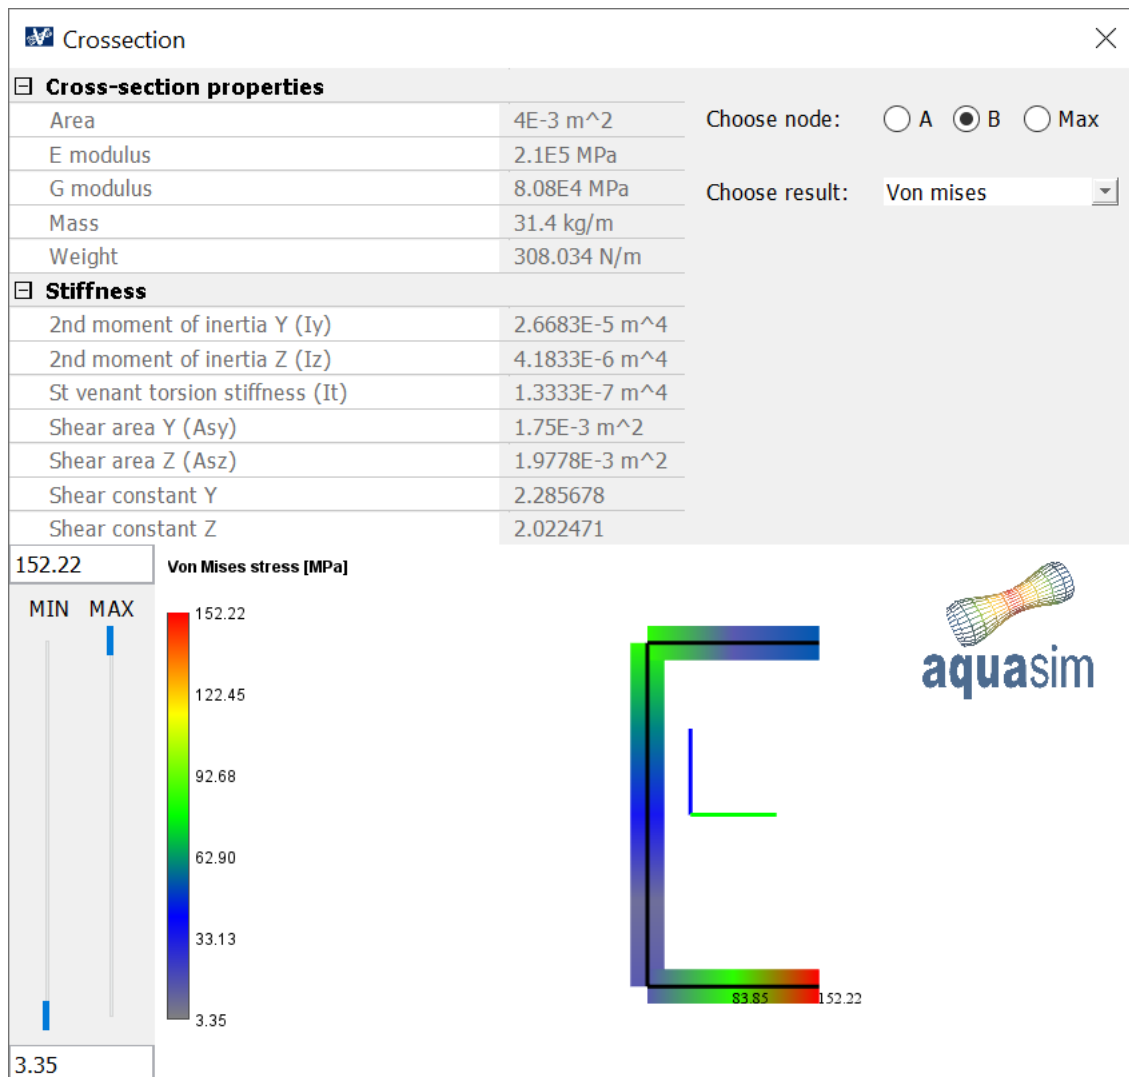 Crossection
Cross-section properties
Area 4E-3 m^2
E modulus 2.1E5 MPa
G modulus 8.08E4 MPa
Mass 31.4 kg/m
Weight 308.034 N/m
Stiffness
2nd moment of inertia Y (Iy) 2.6683E-5 m^4
2nd moment of inertia Z (Iz) 4.1833E-6 m^4
St venant torsion stiffness (It) 1.3333E-7 m^4
Shear area Y (Asy) 1.75E-3 m^2
Shear area Z (Asz) 1.9778E-3 m^2
Shear constant Y 2.285678
Shear constant Z 2.022471
Choose node: A B Max
Choose result: Von mises
152.22
MIN MAX
3.35
Von Mises stress [MPa]
152.22
122.45
92.68
62.90
33.13
3.35
83.85 152.22
aquasim